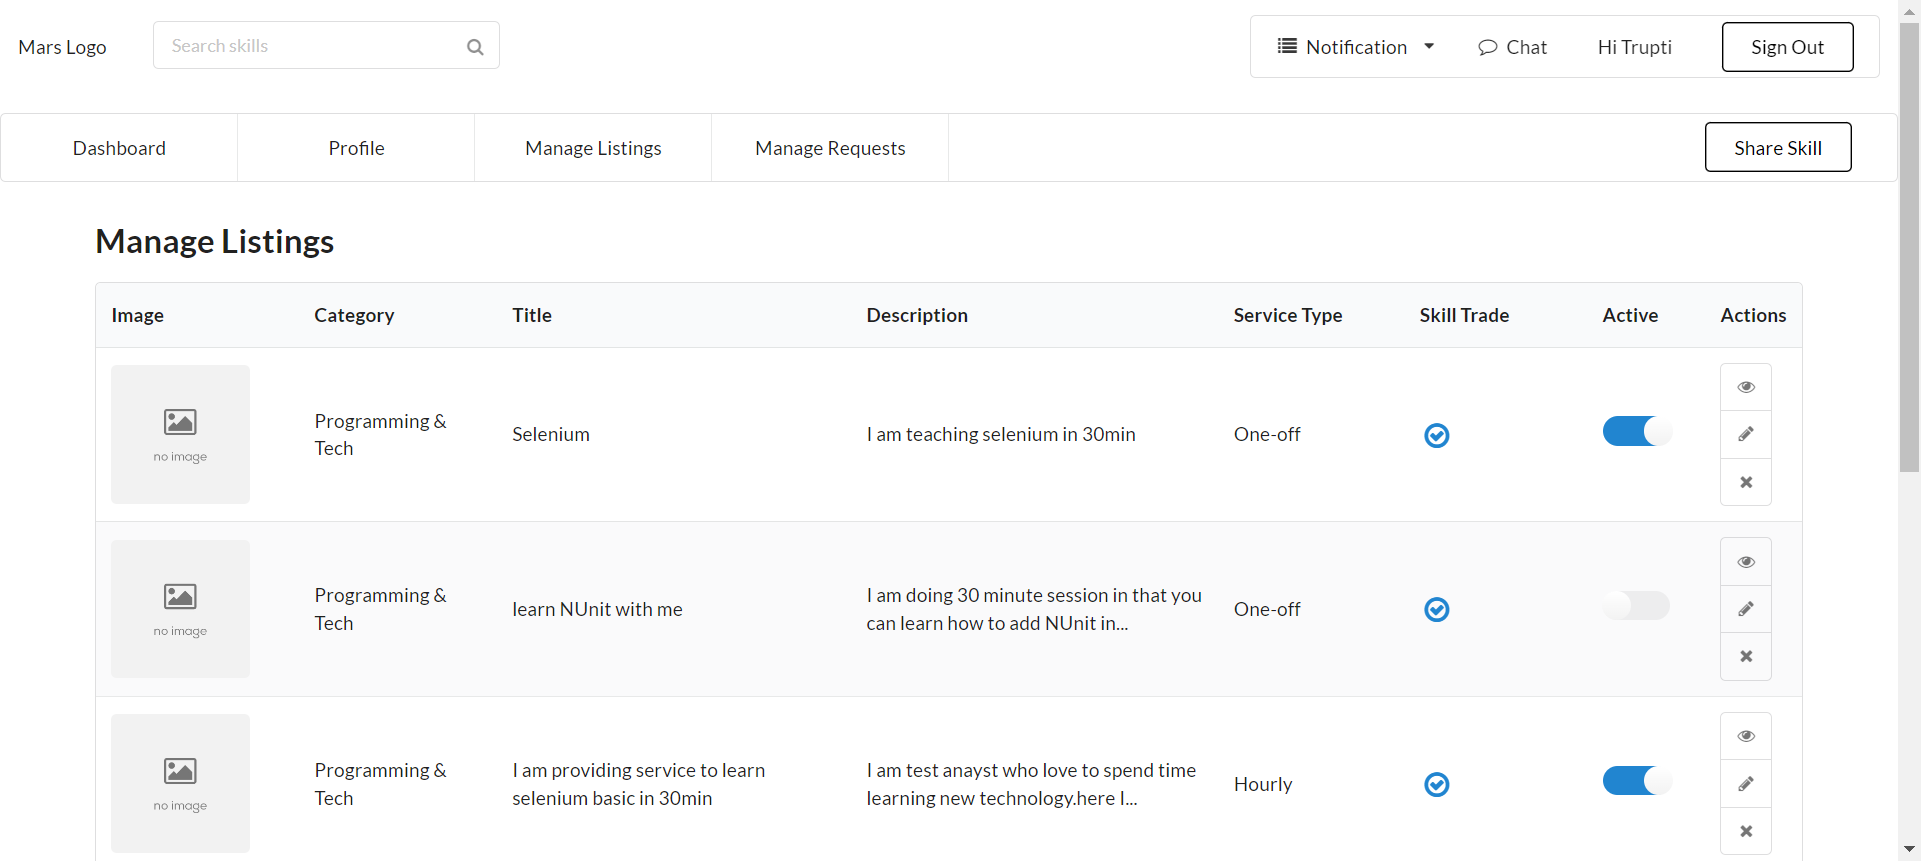 Mars Logo
Search skills
Notification
Chat
Hi Trupti
Sign Out
Dashboard
Profile
Manage Listings
Manage Requests
Share Skill
Manage Listings
Image
Category
Title
Description
Service Type
Skill Trade
Active
Actions
no image
Programming &
Tech
Selenium
I am teaching selenium in 30min
One-off
no image
Programming &
Tech
learn NUnit with me
I am doing 30 minute session in that you
can learn how to add NUnit in...
One-off
no image
Programming &
Tech
I am providing service to learn
selenium basic in 30min
I am test anayst who love to spend time
learning new technology.here I...
Hourly